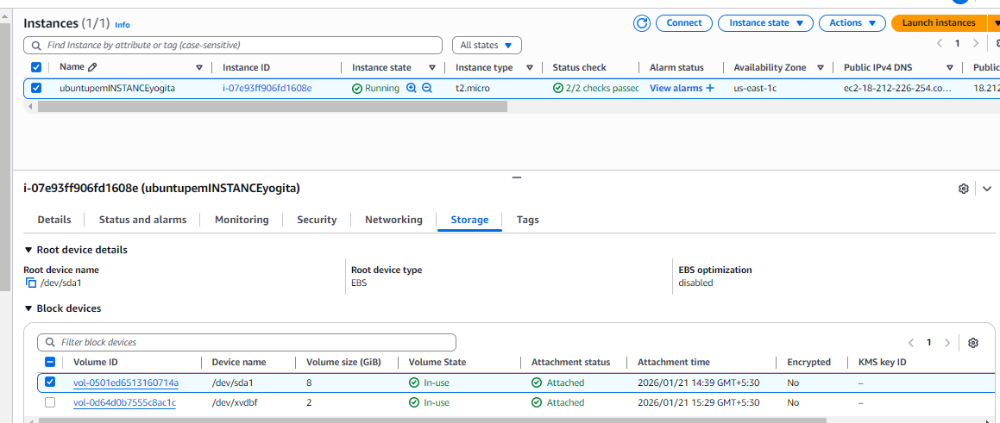 Instances (1/1) Info
Connect
Instance state
Actions
Launch instances
Find Instance by attribute or tag (case-sensitive)
All states
1
Name Instance ID Instance state Instance type Status check Alarm status Availability Zone Public IPv4 DNS Public
ubuntupemINSTANCEyogita i-07e93ff906fd1608e Running t2.micro 2/2 checks passed View alarms + us-east-1c ec2-18-212-226-254.co... 18.212
i-07e93ff906fd1608e (ubuntupemINSTANCEyogita)
Details Status and alarms Monitoring Security Networking Storage Tags
Root device details
Root device name Root device type EBS optimization
/dev/sda1 EBS disabled
Block devices
Filter block devices
1
Volume ID Device name Volume size (GiB) Volume State Attachment status Attachment time Encrypted KMS key ID
vol-0501ed6513160714a /dev/sda1 8 In-use Attached 2026/01/21 14:39 GMT+5:30 No –
vol-0d64d0b7555c8ac1c /dev/xvdbf 2 In-use Attached 2026/01/21 15:29 GMT+5:30 No –